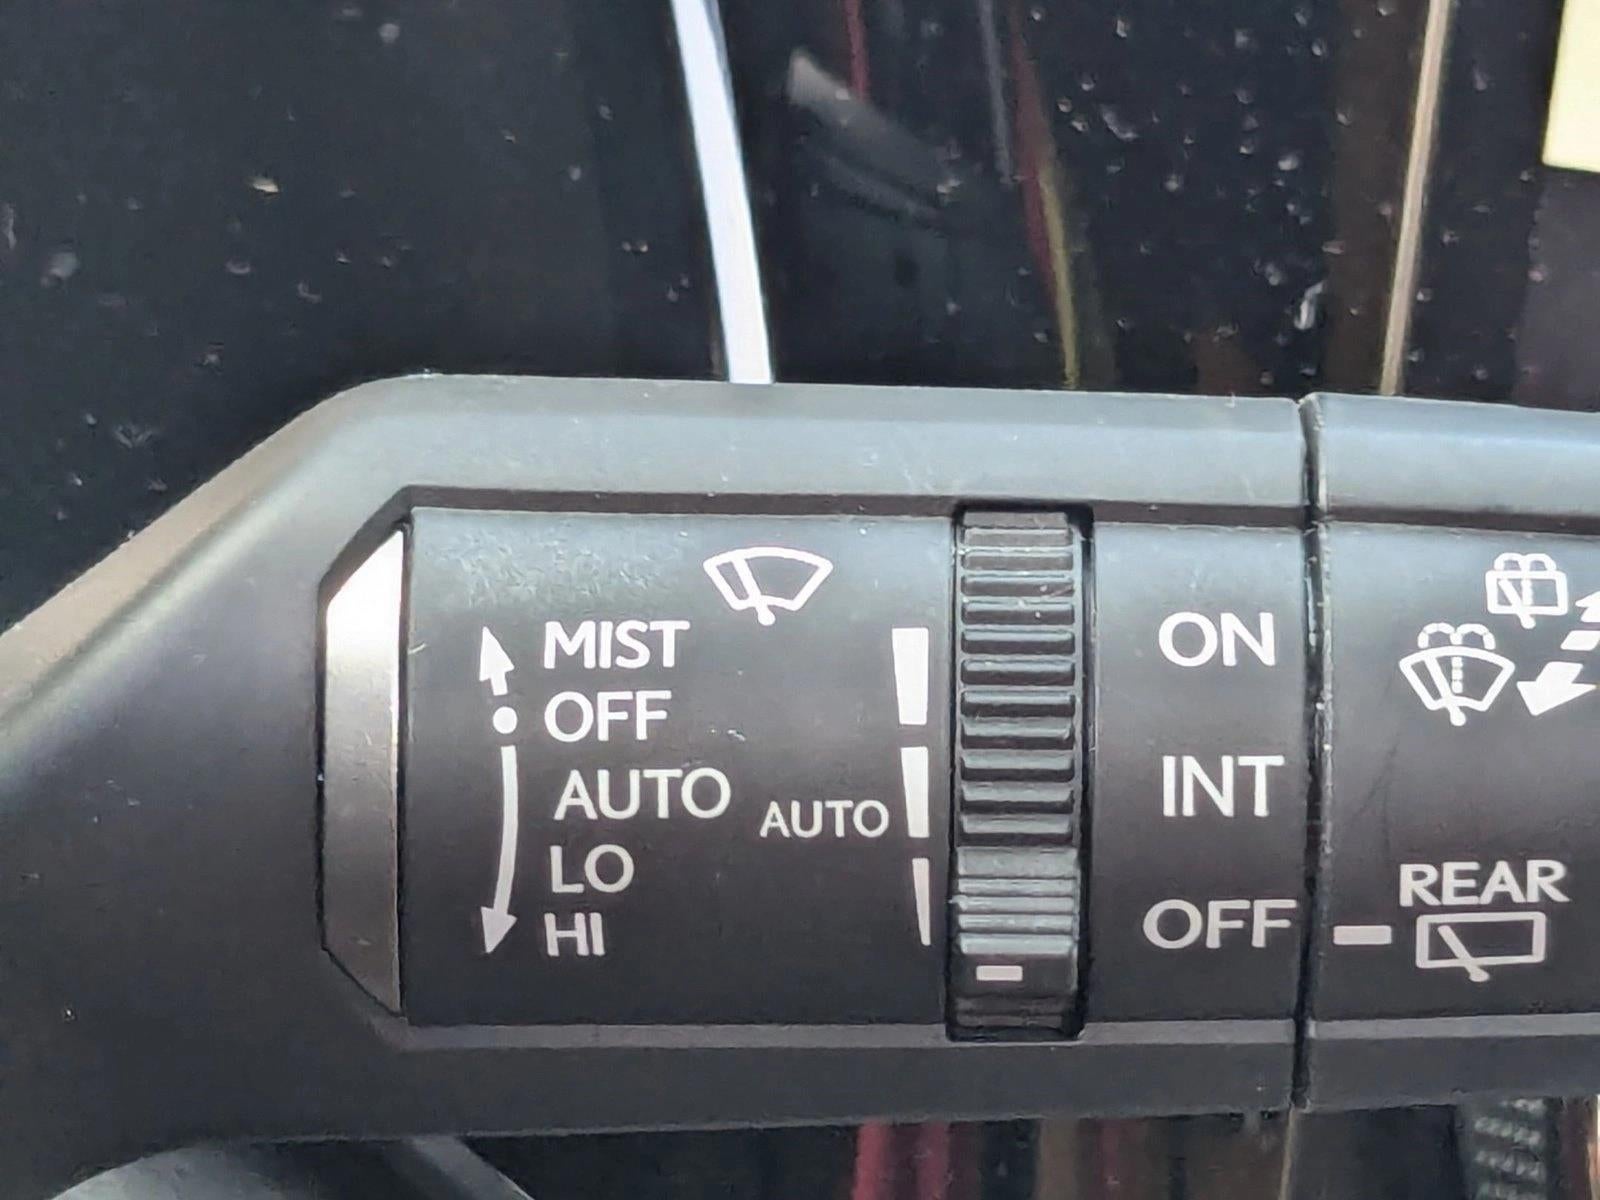 MIST
OFF
AUTO
LO
HI
AUTO
ON
INT
OFF
REAR